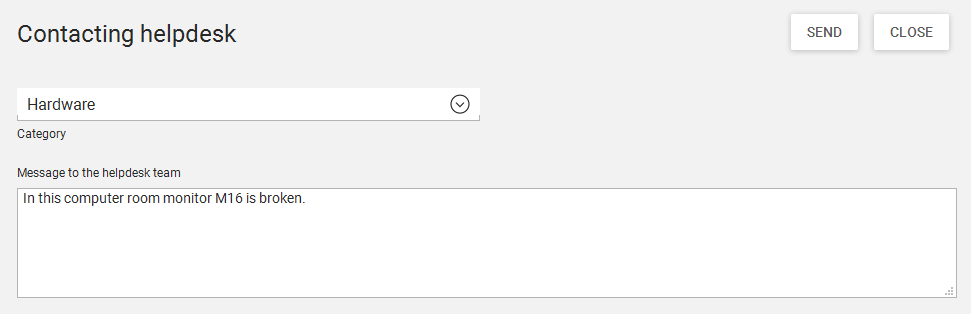 Contacting helpdesk
SEND
CLOSE
Hardware
Category
Message to the helpdesk team
In this computer room monitor M16 is broken.